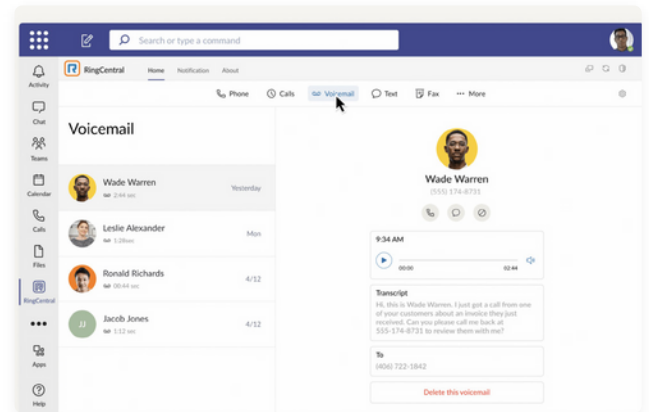 Search or type a command
Activity
Chat
Teams
Calendar
Calls
Files
RingCentral
Apps
Help
RingCentral Home Notification About
Phone Calls Voicemail Text Fax More
Voicemail
Wade Warren
2:44 sec
Yesterday
Leslie Alexander
1:28sec
Mon
Ronald Richards
00:44 sec
4/12
JJ
Jacob Jones
1:12 sec
4/12
Wade Warren
(555) 174-8731
9:34 AM
00:00 02:44
Transcript
Hi, this is Wade Warren. I just got a call from one
of your customers about an invoice they just
received. Can you please call me back at
555-174-8731 to review them with me?
To
(406) 722-1842
Delete this voicemail